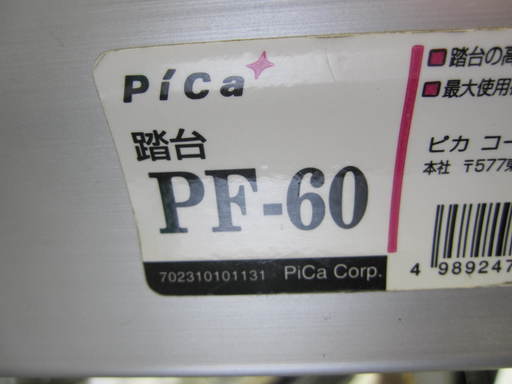 PiCa
踏台
PF-60
702310101131 PiCa Corp.
踏台の高
最大使用
ピカ コー
本社 〒577
4 989247